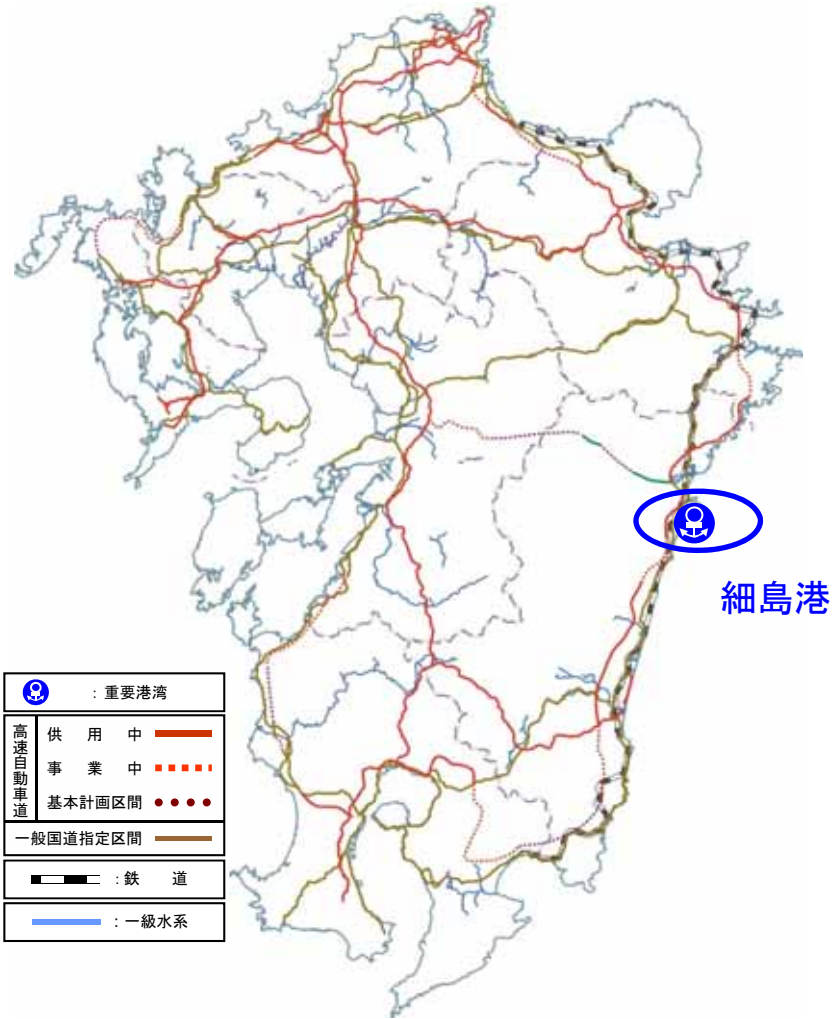 細島港
：重要港湾
高速自動車道
供用中
事業中
基本計画区間
一般国道指定区間
：鉄道
：一級水系